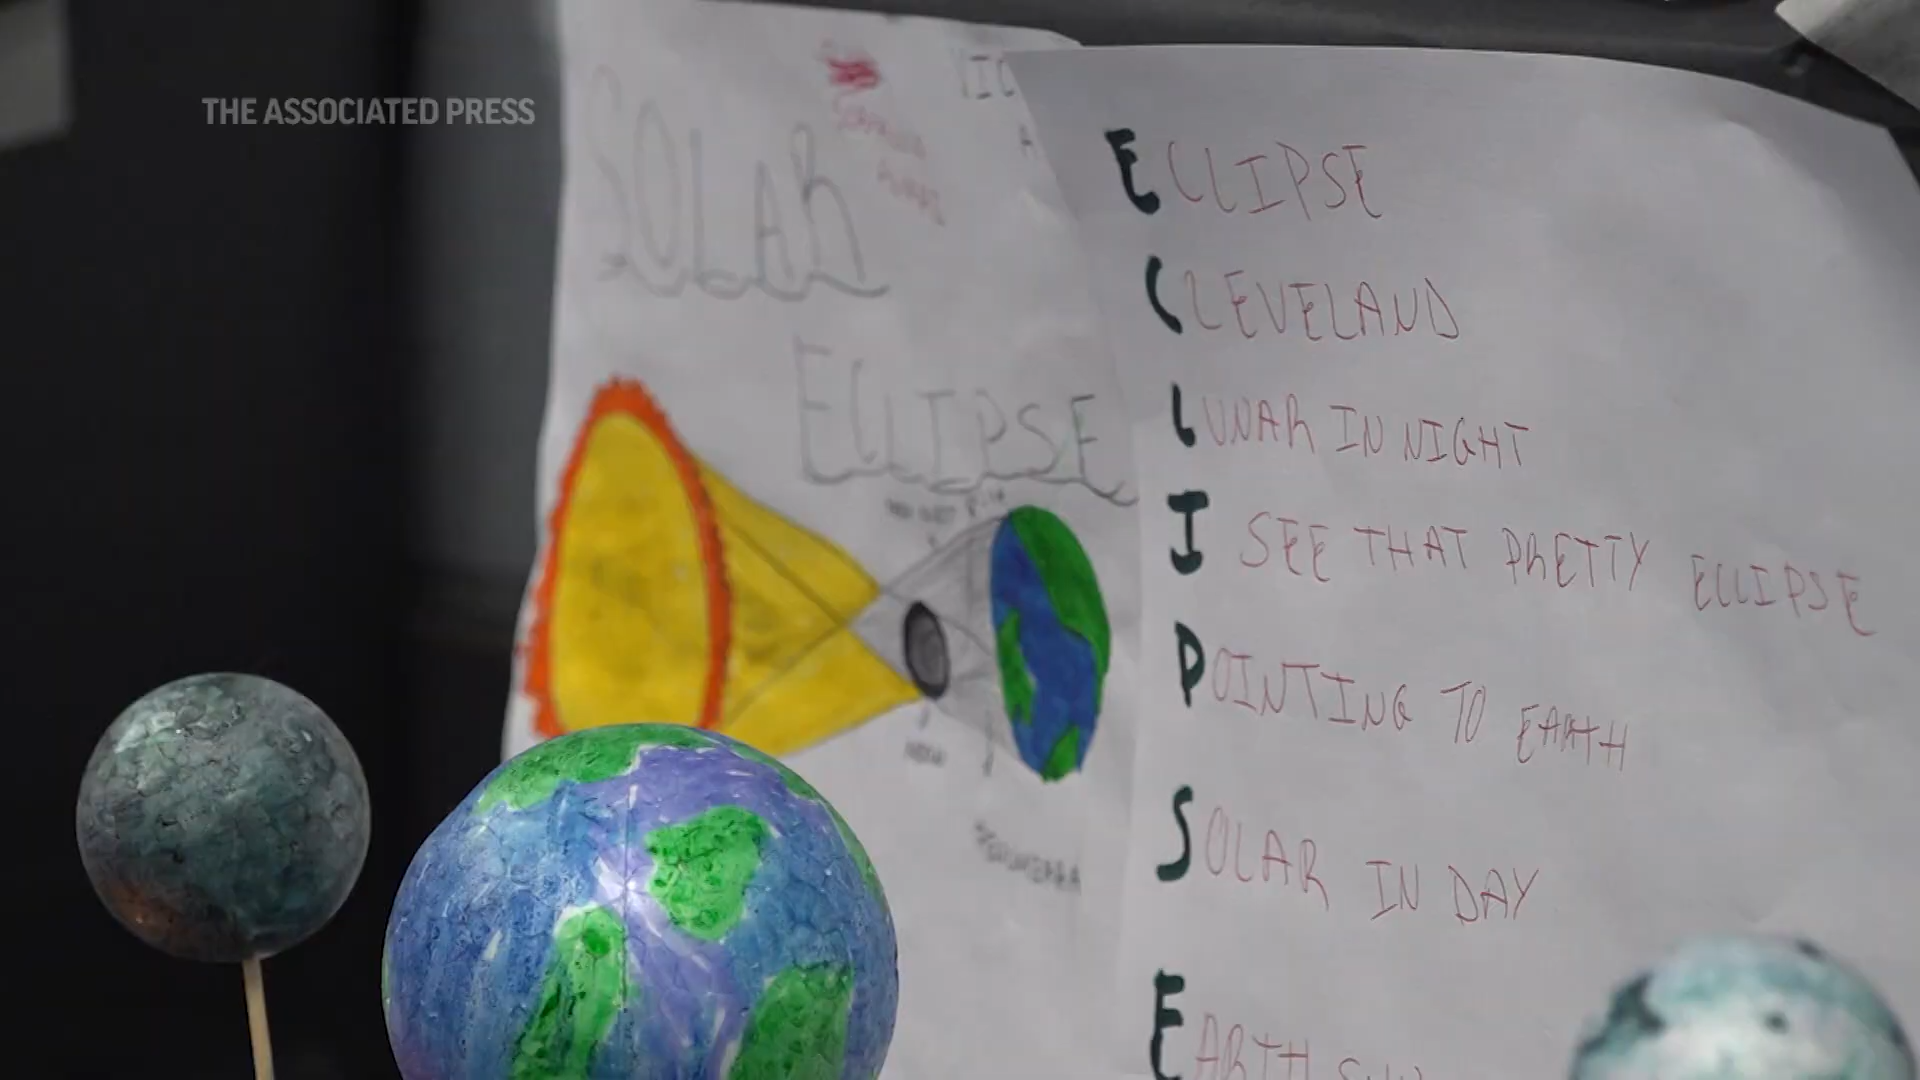 THE ASSOCIATED PRESS
SOLAR
ECLIPSE
ECLIPSE
CLEVELAND
LUNAR IN NIGHT
I SEE THAT PRETTY ECLIPSE
POINTING TO EARTH
SOLAR IN DAY
EARTH